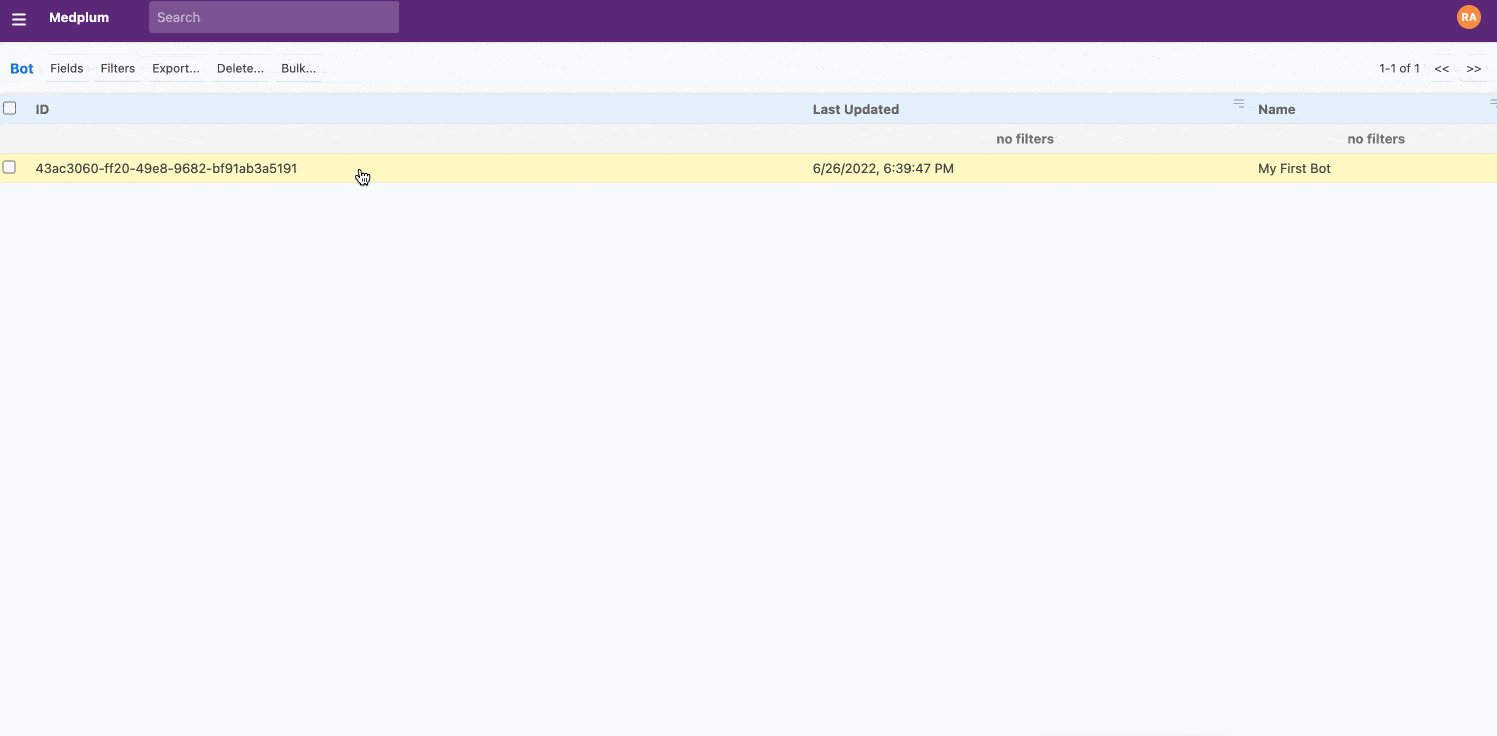 Medplum Search RA
Bot Fields Filters Export... Delete... Bulk... 1-1 of 1 << >>
ID Last Updated Name
no filters no filters
43ac3060-ff20-49e8-9682-bf91ab3a5191 6/26/2022, 6:39:47 PM My First Bot